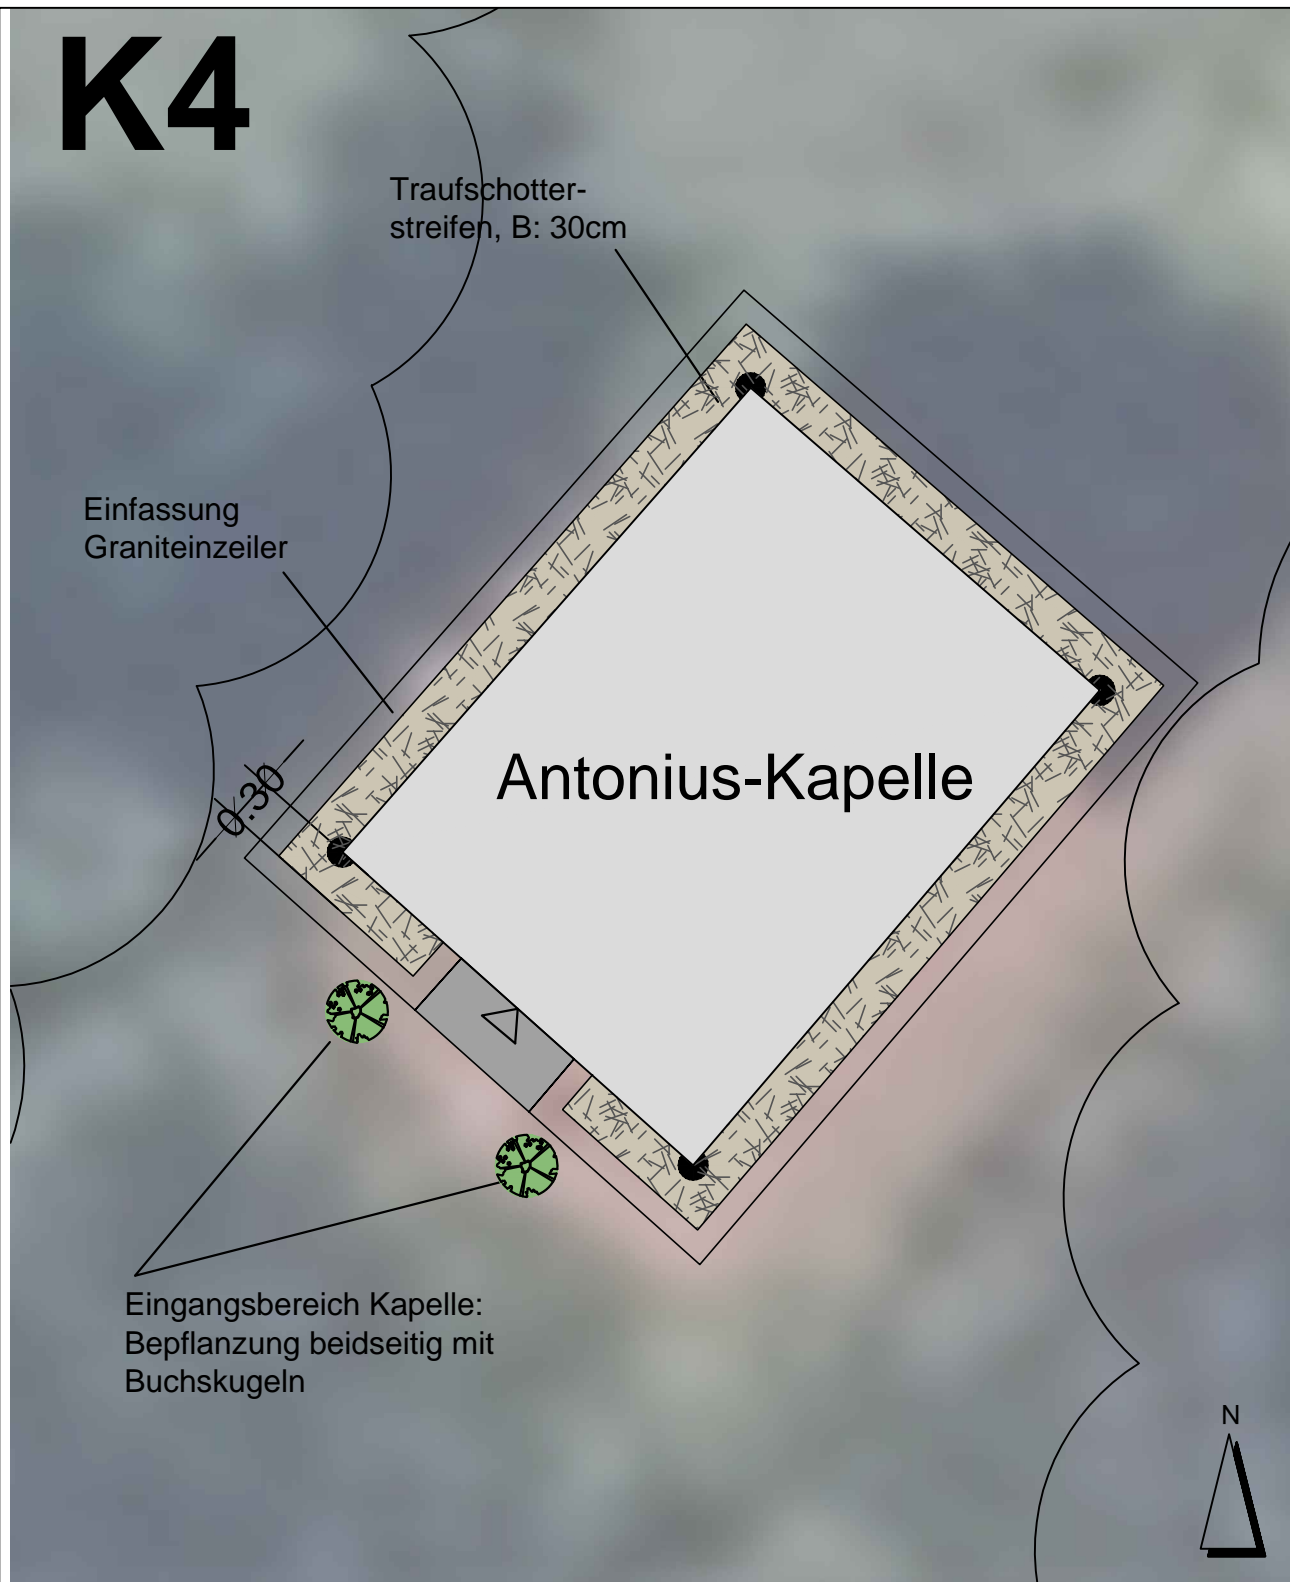 K4
Traufschotter-
streifen, B: 30cm
Einfassung
Graniteinzeiler
0.30
Antonius-Kapelle
Eingangsbereich Kapelle:
Bepflanzung beidseitig mit
Buchskugeln
N